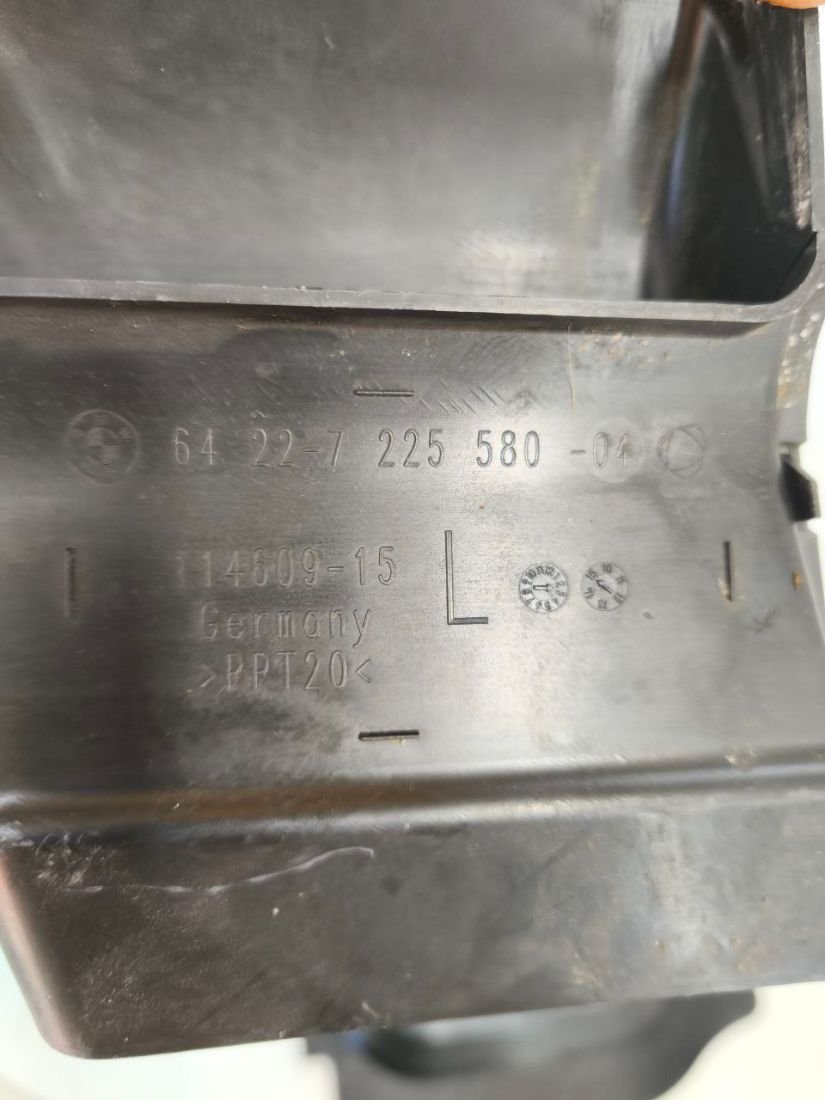 64 22-7 225 580 -04
114609-15
L
Germany
>PPT20<